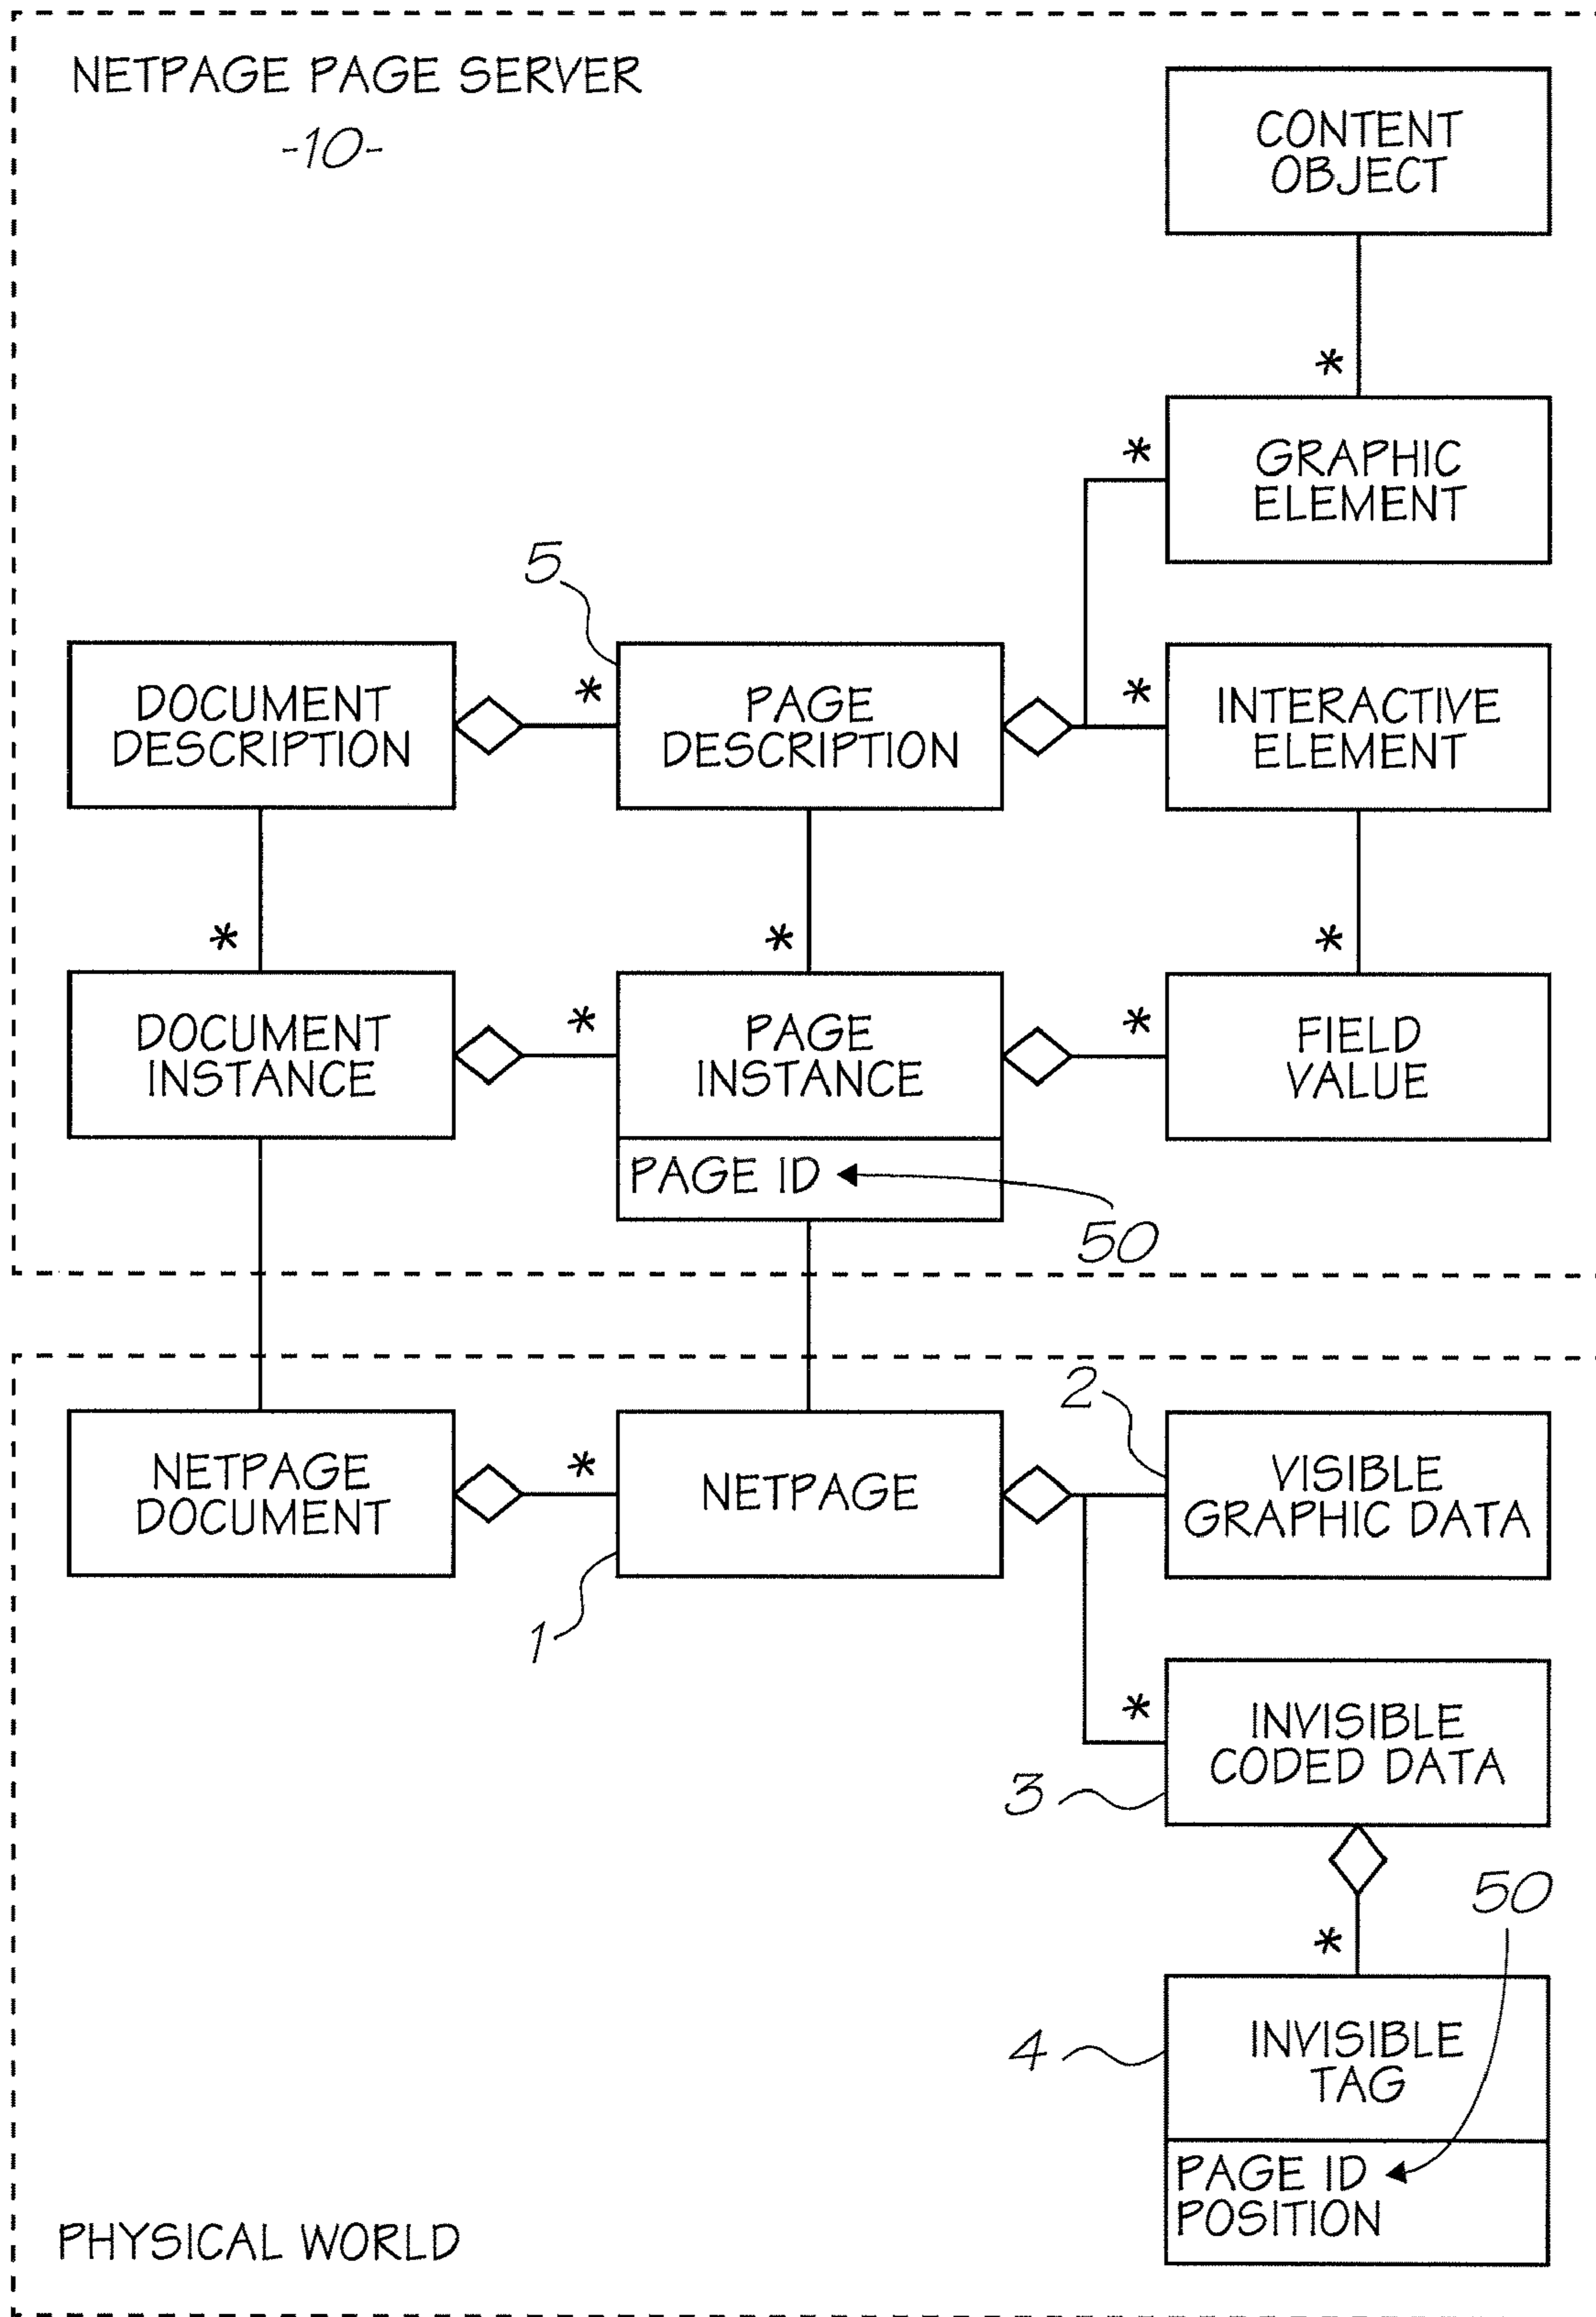 NETPAGE PAGE SERVER
-10-
CONTENT
OBJECT
*
*
GRAPHIC
ELEMENT
5
DOCUMENT
DESCRIPTION
*
PAGE
DESCRIPTION
*
INTERACTIVE
ELEMENT
*
*
*
DOCUMENT
INSTANCE
*
PAGE
INSTANCE
*
FIELD
VALUE
PAGE ID
50
2
NETPAGE
DOCUMENT
*
NETPAGE
VISIBLE
GRAPHIC DATA
1
*
INVISIBLE
CODED DATA
3
50
*
4
INVISIBLE
TAG
PAGE ID
POSITION
PHYSICAL WORLD